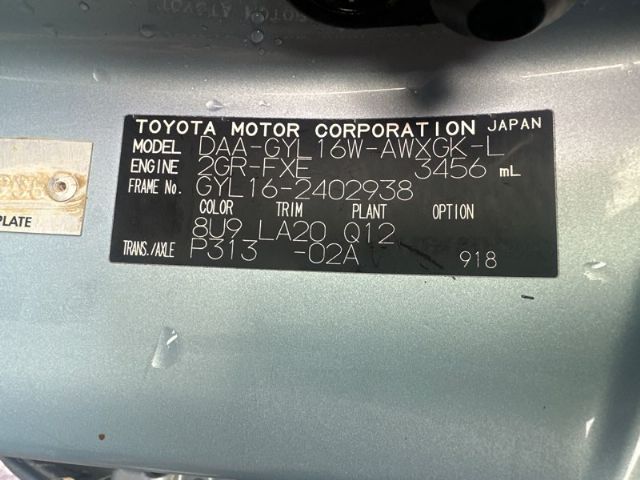 TOYOTA MOTOR CORPORATION JAPAN
MODEL DAA-GYL16W-AWXGK-L
ENGINE 2GR-FXE 3456 mL
FRAME No. GYL16-2402938
COLOR TRIM PLANT OPTION
8U9 LA20 Q12
TRANS./AXLE P313 -02A 918
PLATE